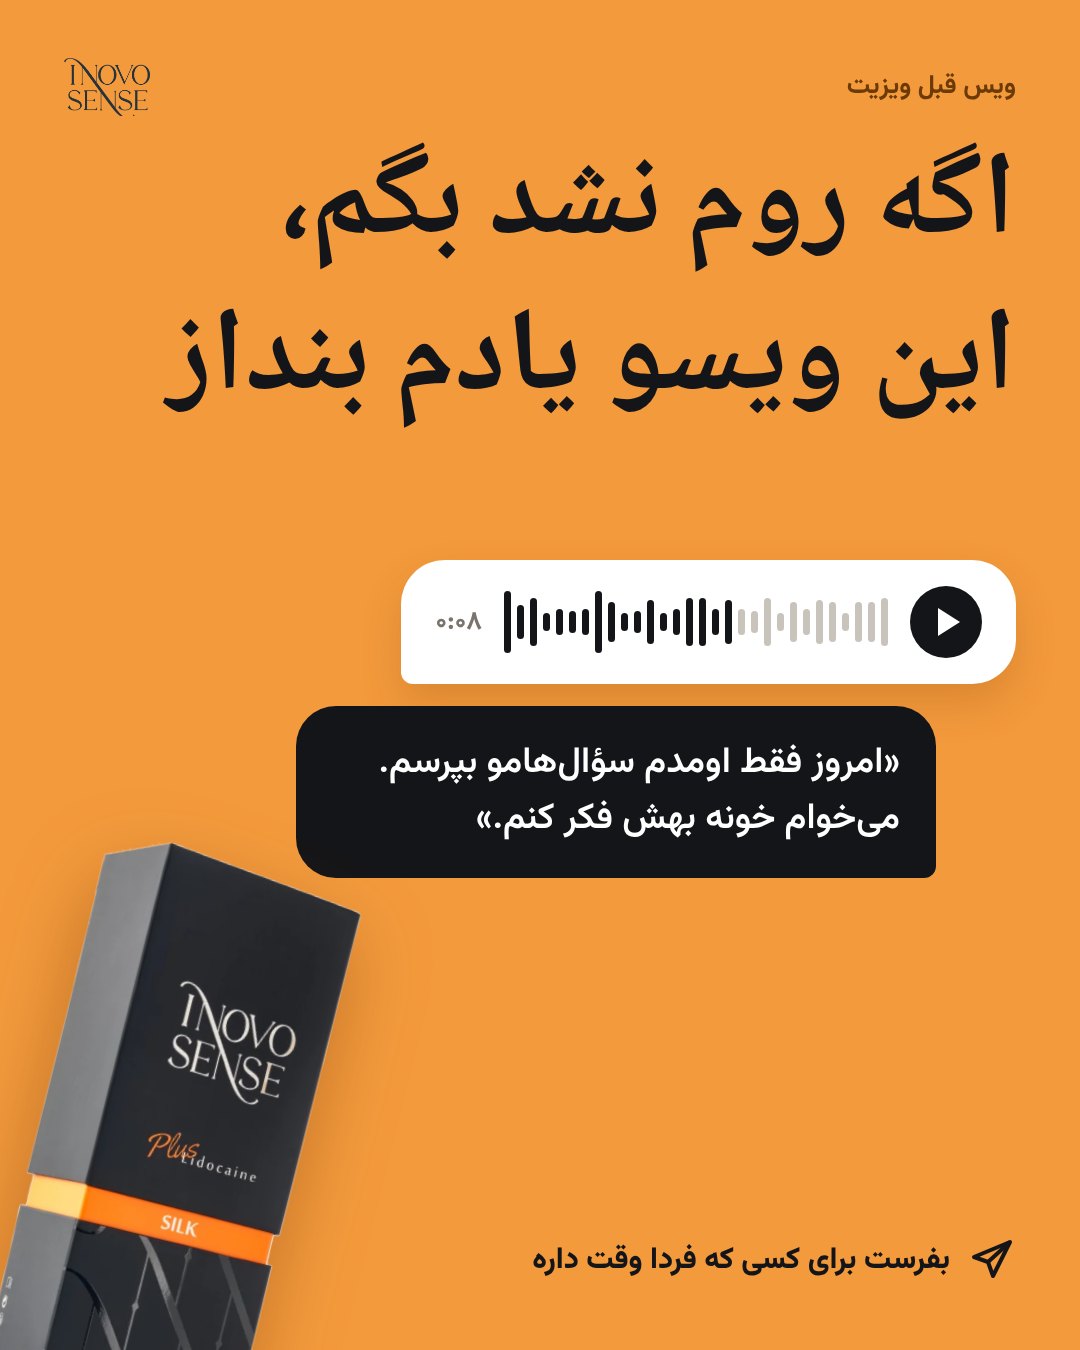 INOVO
SENSE
ویس قبل ویزیت
اگه روم نشد بگم،
این ویسو یادم بنداز
۰:۰۸
«امروز فقط اومدم سؤال‌هامو بپرسم.
می‌خوام خونه بهش فکر کنم.»
INOVO
SENSE
Plus
Lidocaine
SILK
بفرست برای کسی که فردا وقت داره